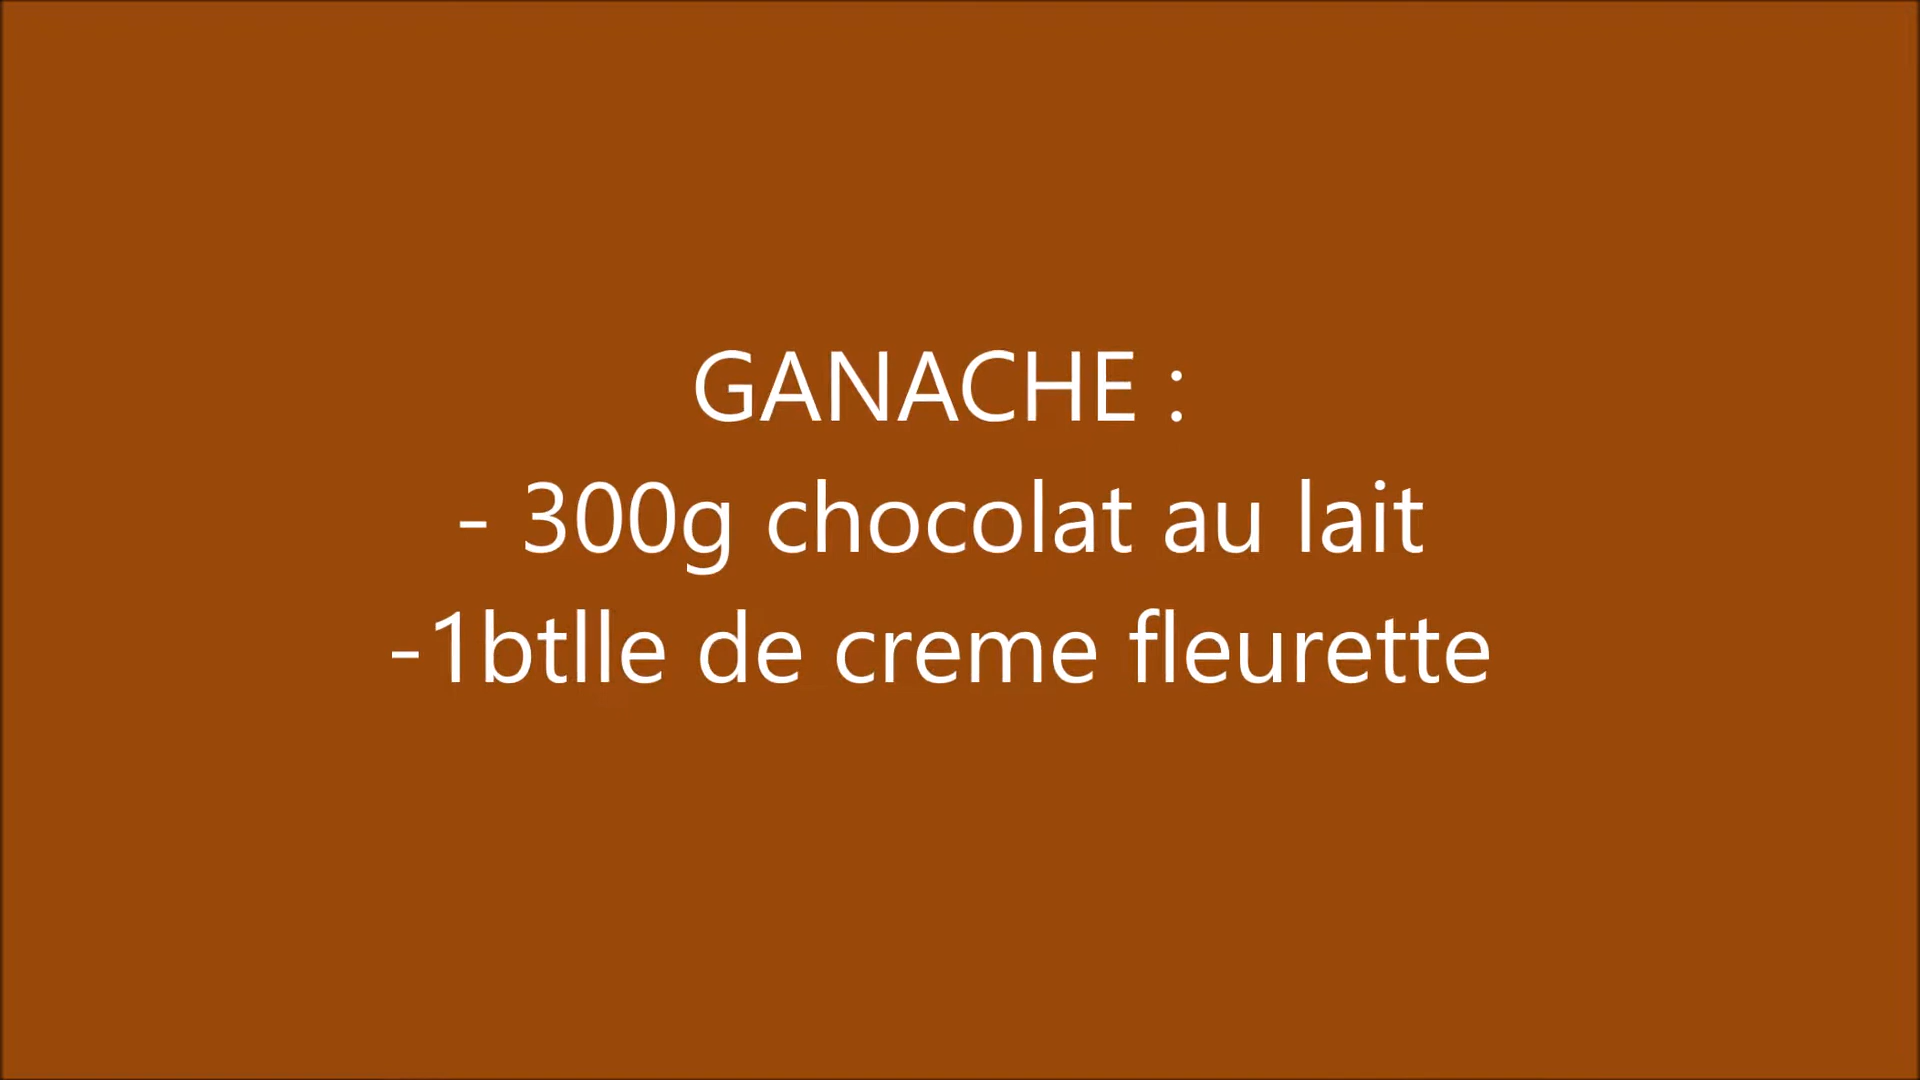 GANACHE :
- 300g chocolat au lait
-1btlle de creme fleurette